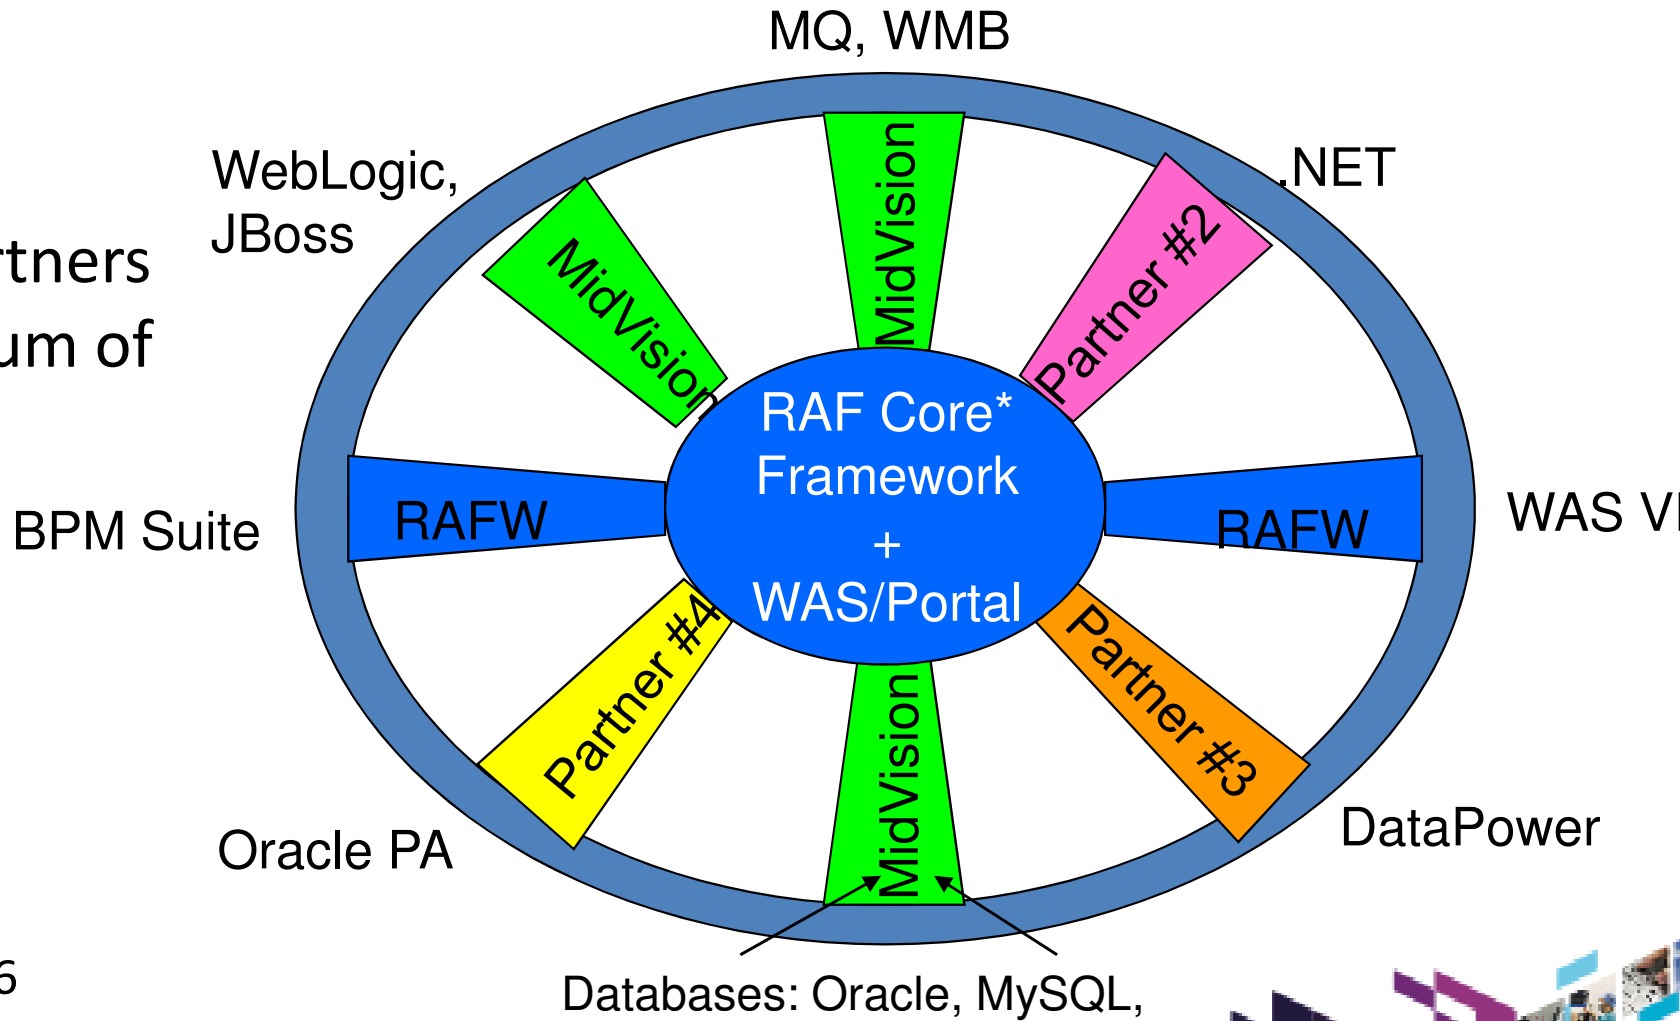 MQ, WMB
WebLogic,
JBoss
.NET
rtners
um of
MidVision
MidVision
Partner #2
RAF Core*
Framework
+
WAS/Portal
BPM Suite
RAFW
RAFW
WAS V
Partner #4
MidVision
Partner #3
Oracle PA
DataPower
6
Databases: Oracle, MySQL,